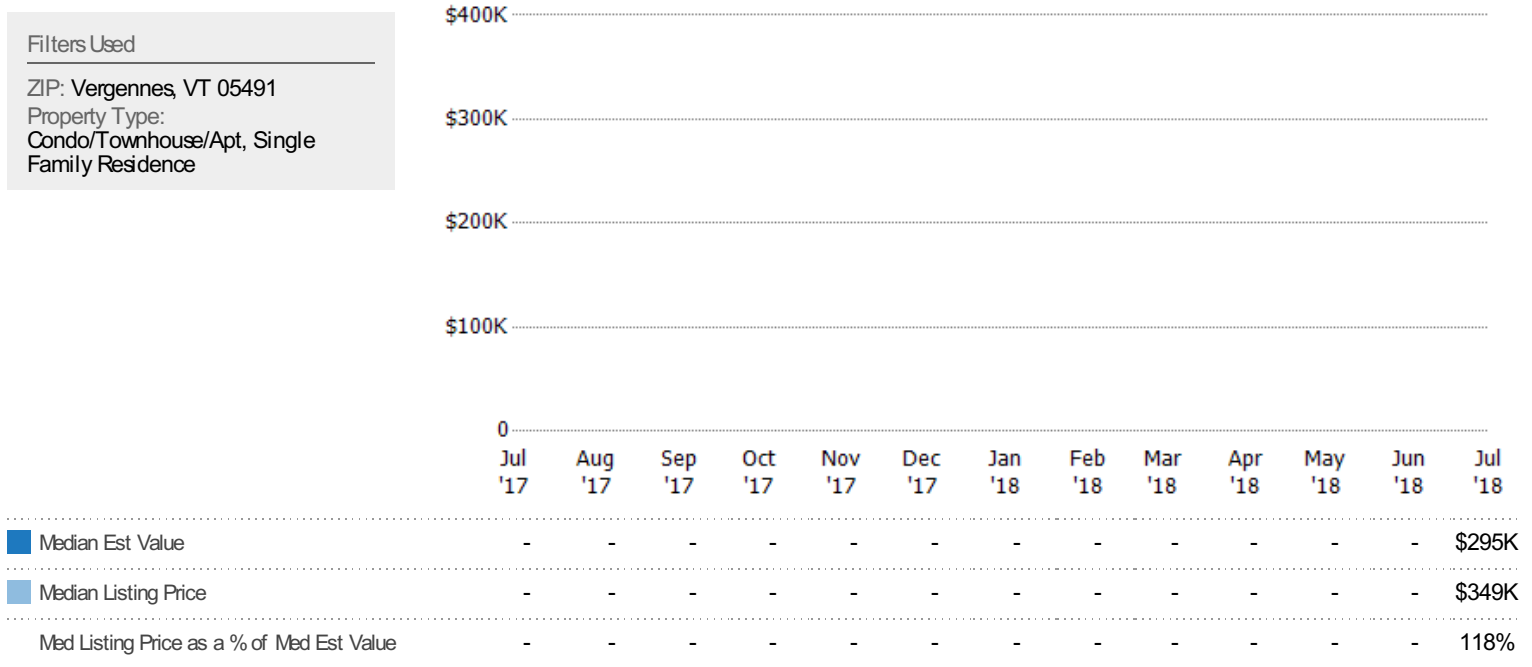 Filters Used
ZIP: Vergennes, VT 05491
Property Type:
Condo/Townhouse/Apt, Single
Family Residence
$400K
$300K
$200K
$100K
0
Jul Aug Sep Oct Nov Dec Jan Feb Mar Apr May Jun Jul
'17 '17 '17 '17 '17 '17 '18 '18 '18 '18 '18 '18 '18
Median Est Value - - - - - - - - - - - - $295K
Median Listing Price - - - - - - - - - - - - $349K
Med Listing Price as a % of Med Est Value - - - - - - - - - - - - 118%